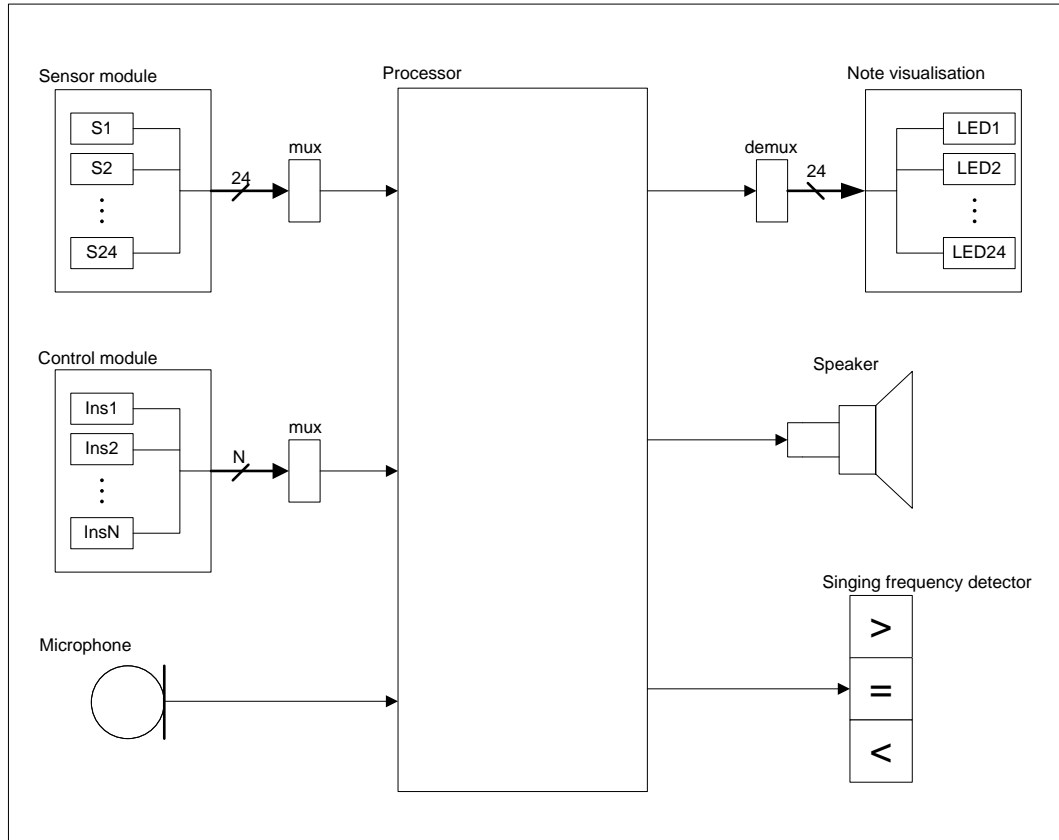 Sensor module
S1
S2
S24
24
mux
Processor
demux
24
Note visualisation
LED1
LED2
LED24
Control module
Ins1
Ins2
InsN
N
mux
Speaker
Microphone
Singing frequency detector
>
=
<